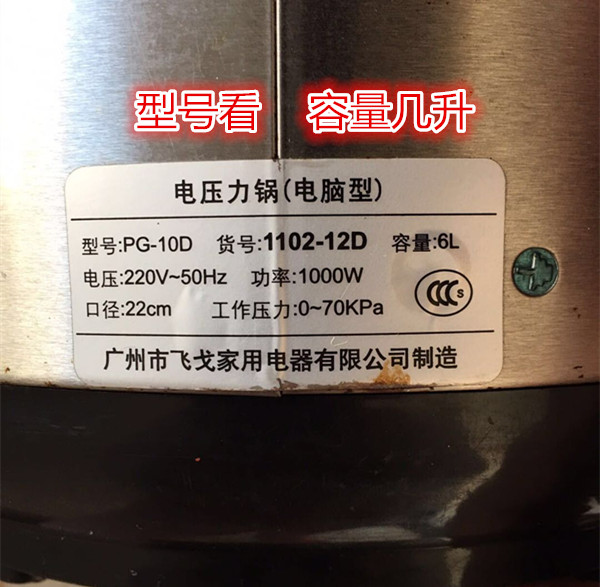 型号看 容量几升
电压力锅(电脑型)
型号:PG-10D 货号:1102-12D 容量:6L
电压:220V~50Hz 功率:1000W
口径:22cm 工作压力:0~70KPa
CCC S
广州市飞戈家用电器有限公司制造